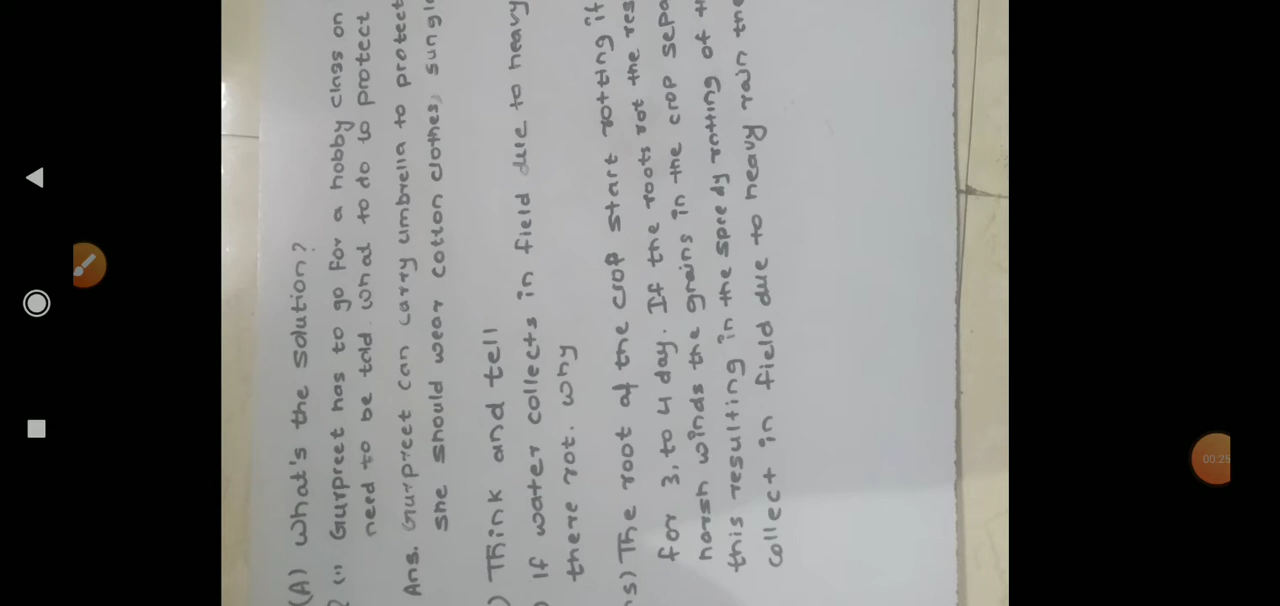 (A) What's the solution?
(1) Gurpreet has to go for a hobby class on
need to be told. what to do to protect
Ans. Gurpreet can carry umbrella to protect
she should wear cotton clothes, sungl
) Think and tell
) If water collects in field due to heavy
there rot. why
ns) The root of the crop start rotting if
for 3, to 4 day. If the roots rot the res
harsh winds the grains in the crop sepa
this resulting in the speedy rotting of th
collect in field due to heavy rain the
00:25